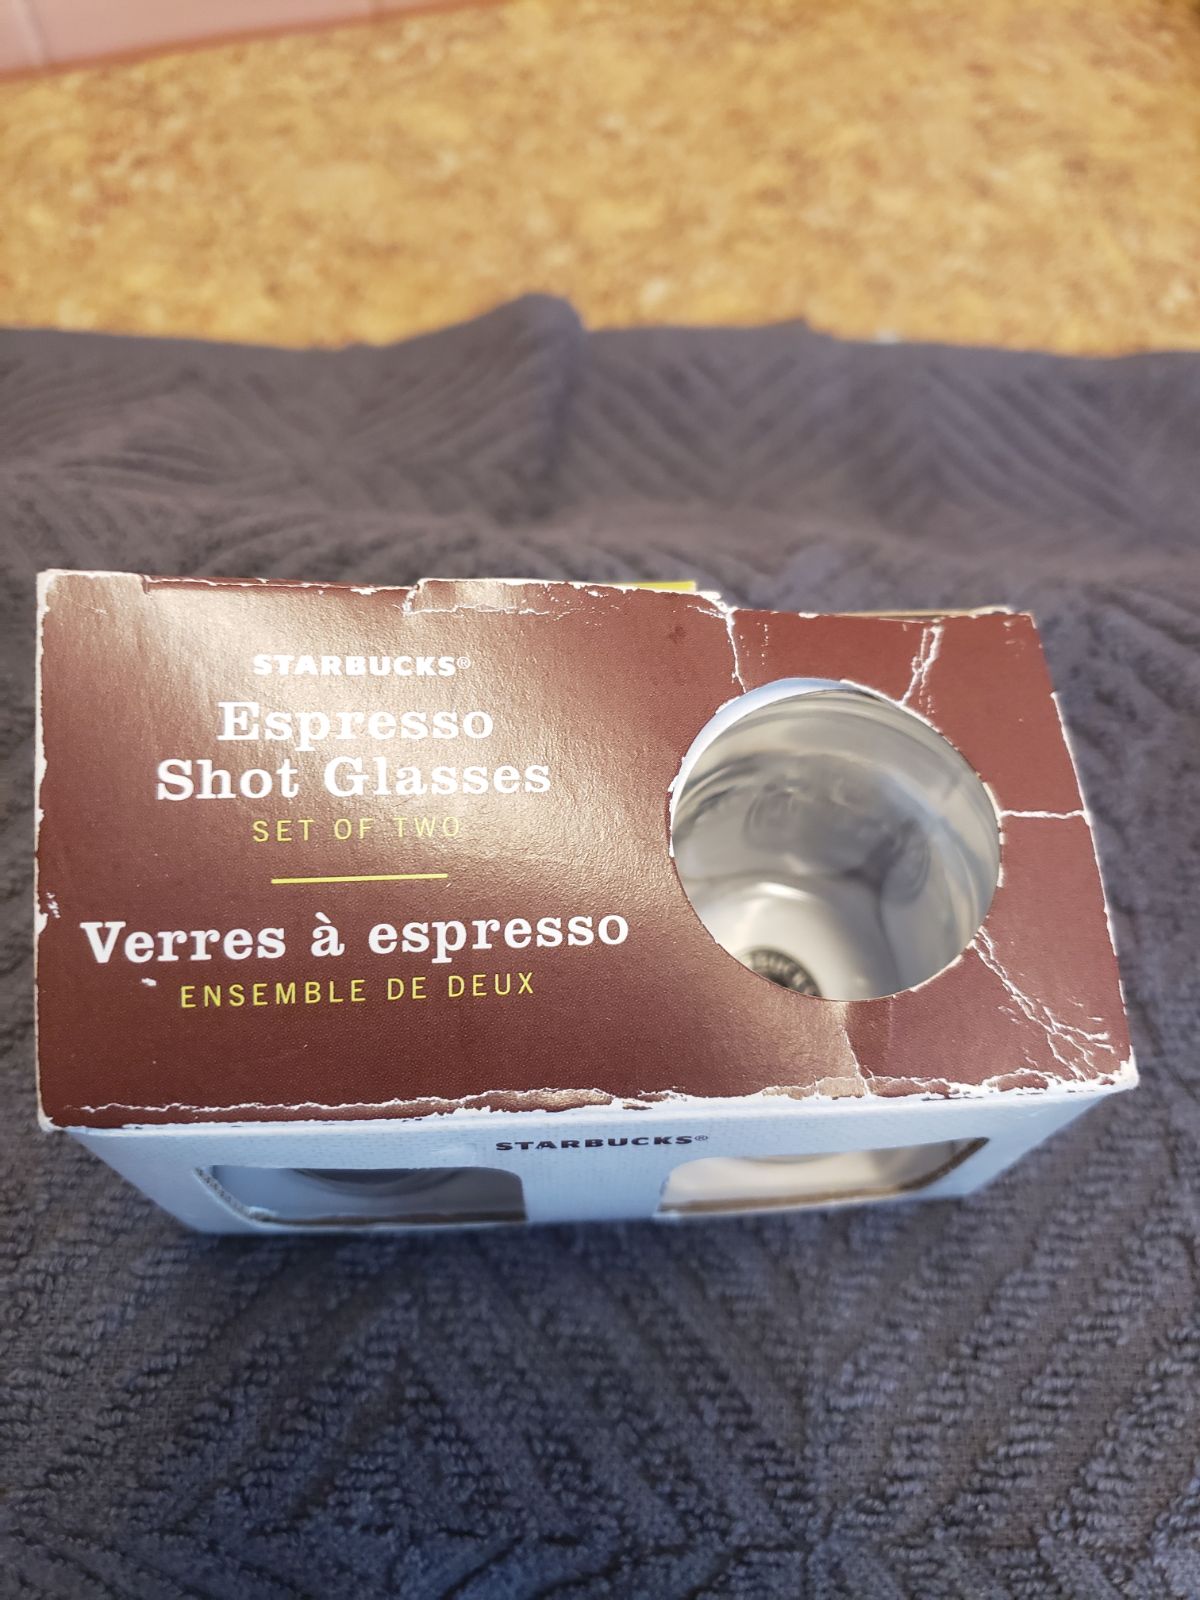 STARBUCKS®
Espresso
Shot Glasses
SET OF TWO
Verres à espresso
ENSEMBLE DE DEUX
STARBUCKS®